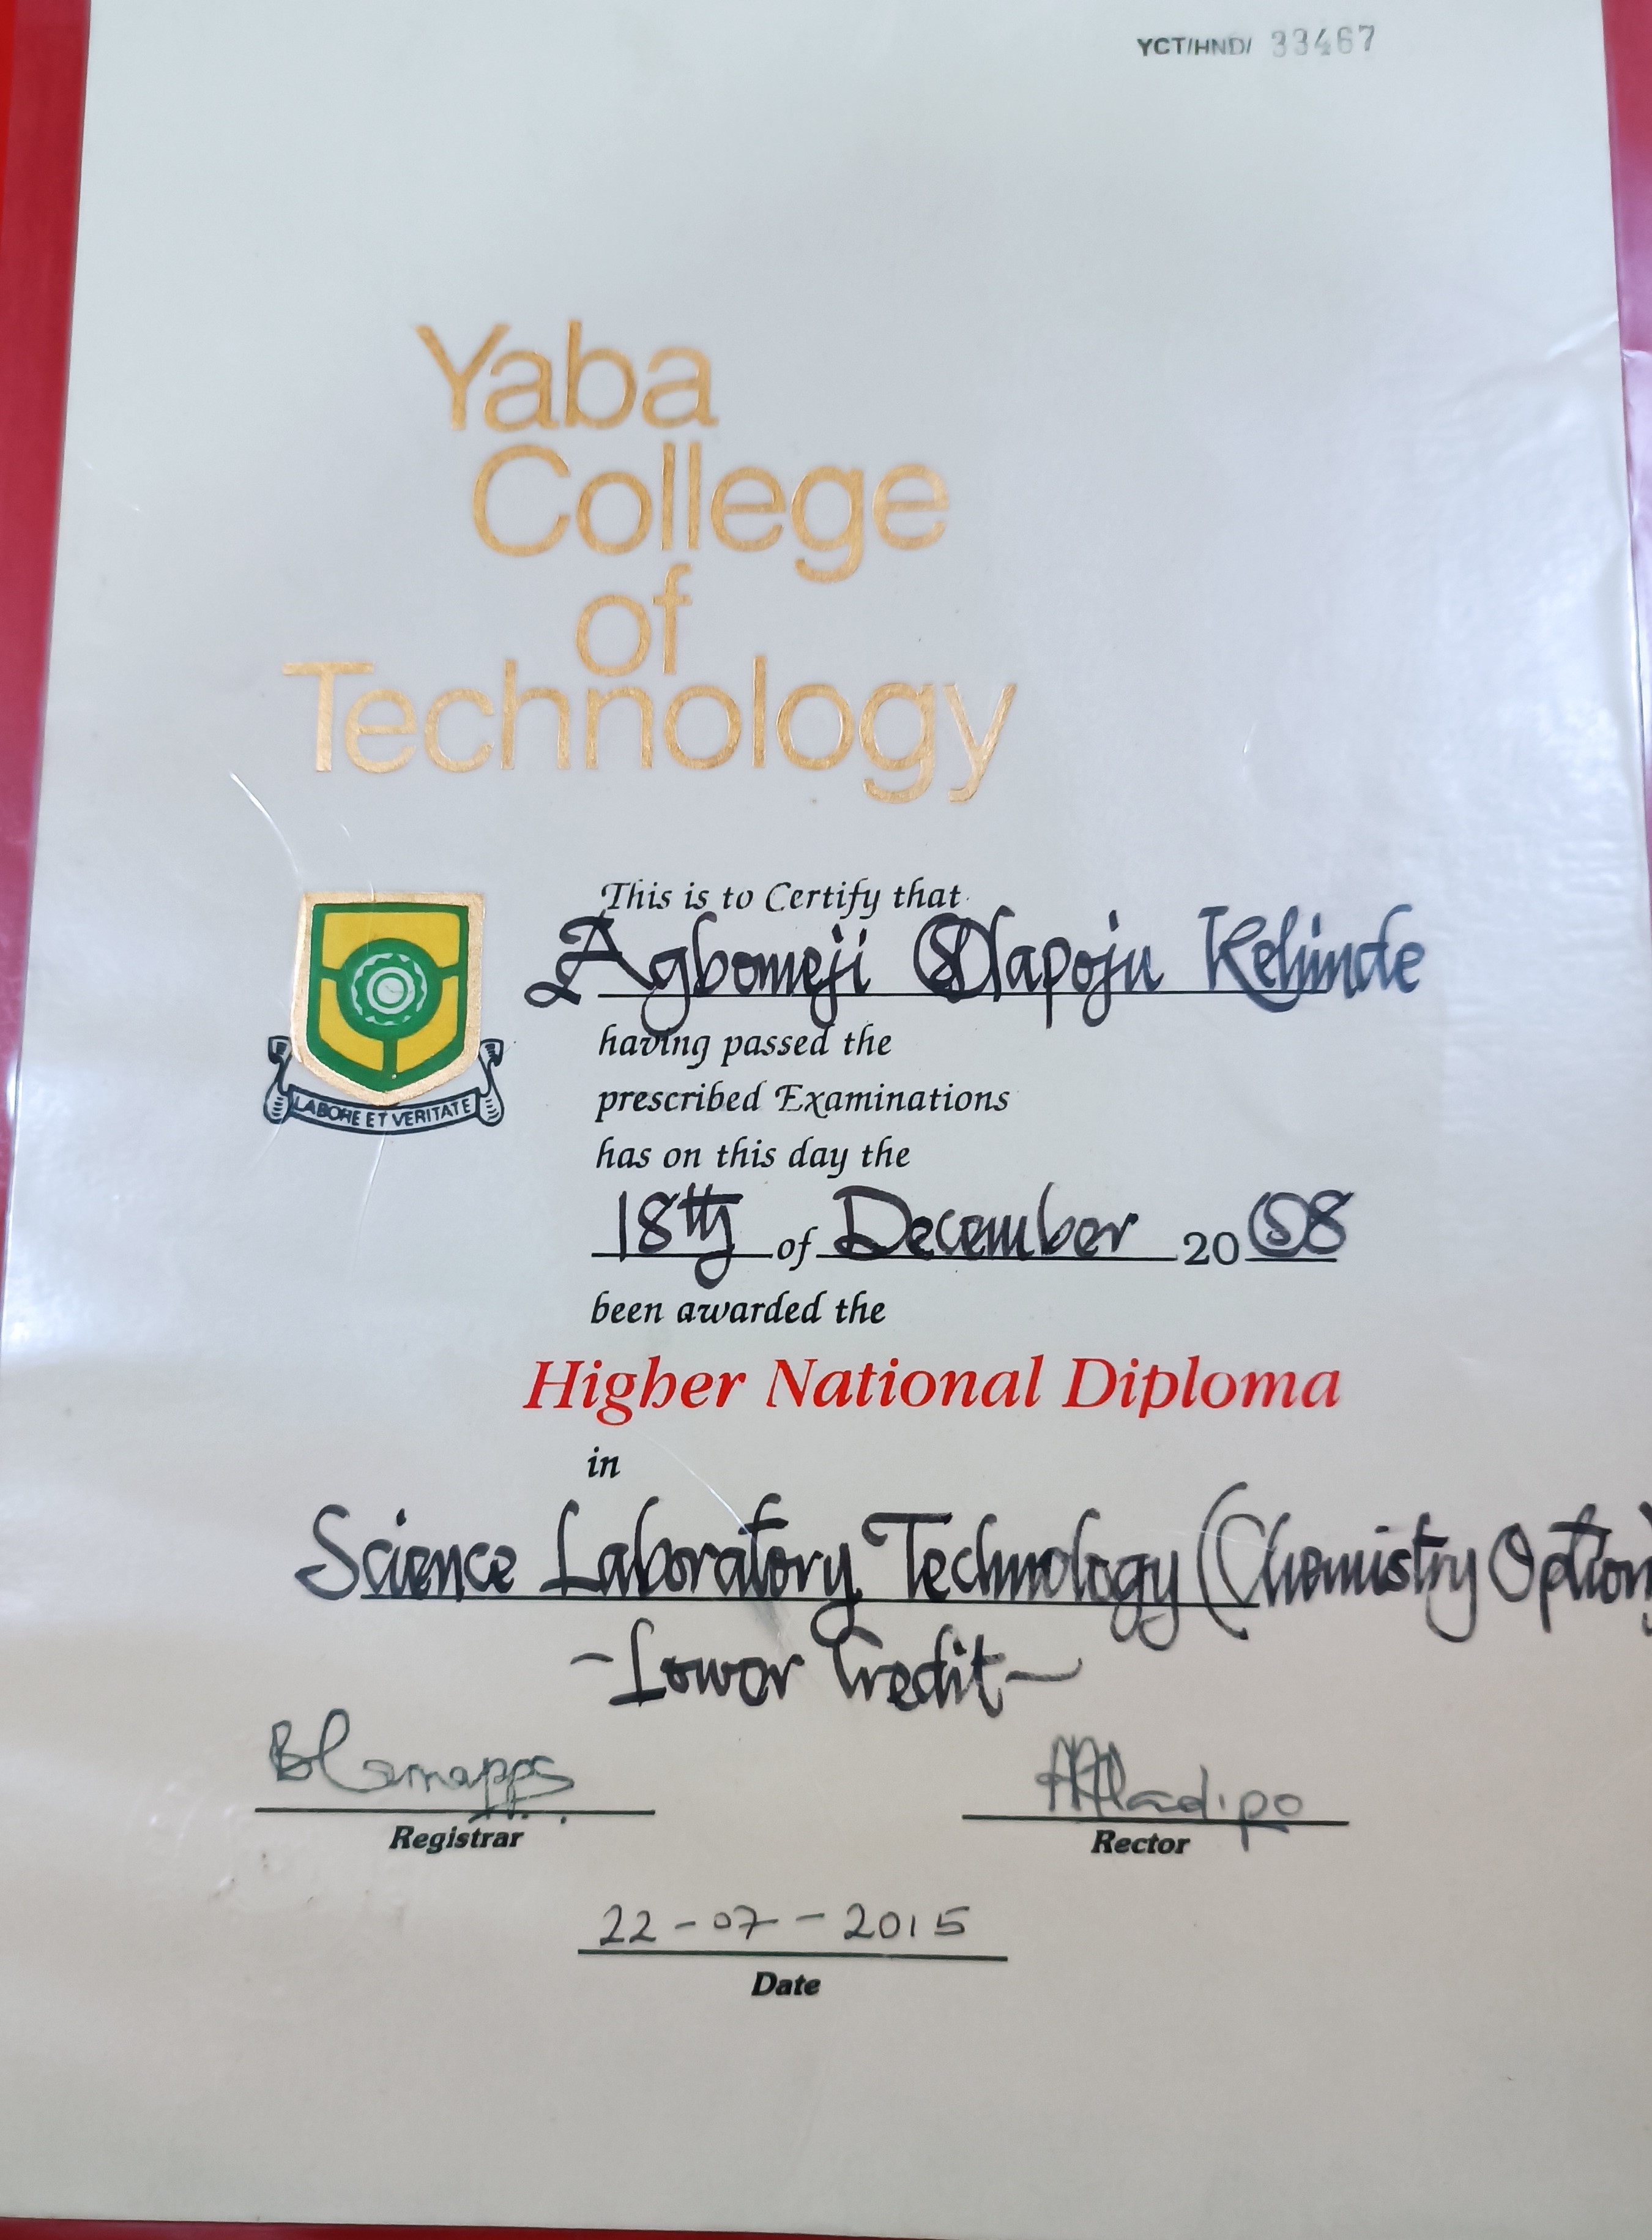 YCT/HND/ 33467
Yaba
College
of
Technology
This is to Certify that
Agbomeji Olapoju Kehinde
having passed the
prescribed Examinations
has on this day the
18th of December 2008
been awarded the
Higher National Diploma
in
Science Laboratory Technology (Chemistry Option)
~Lower Credit~
LABORE ET VERITATE
Registrar
Rector
22-07-2015
Date